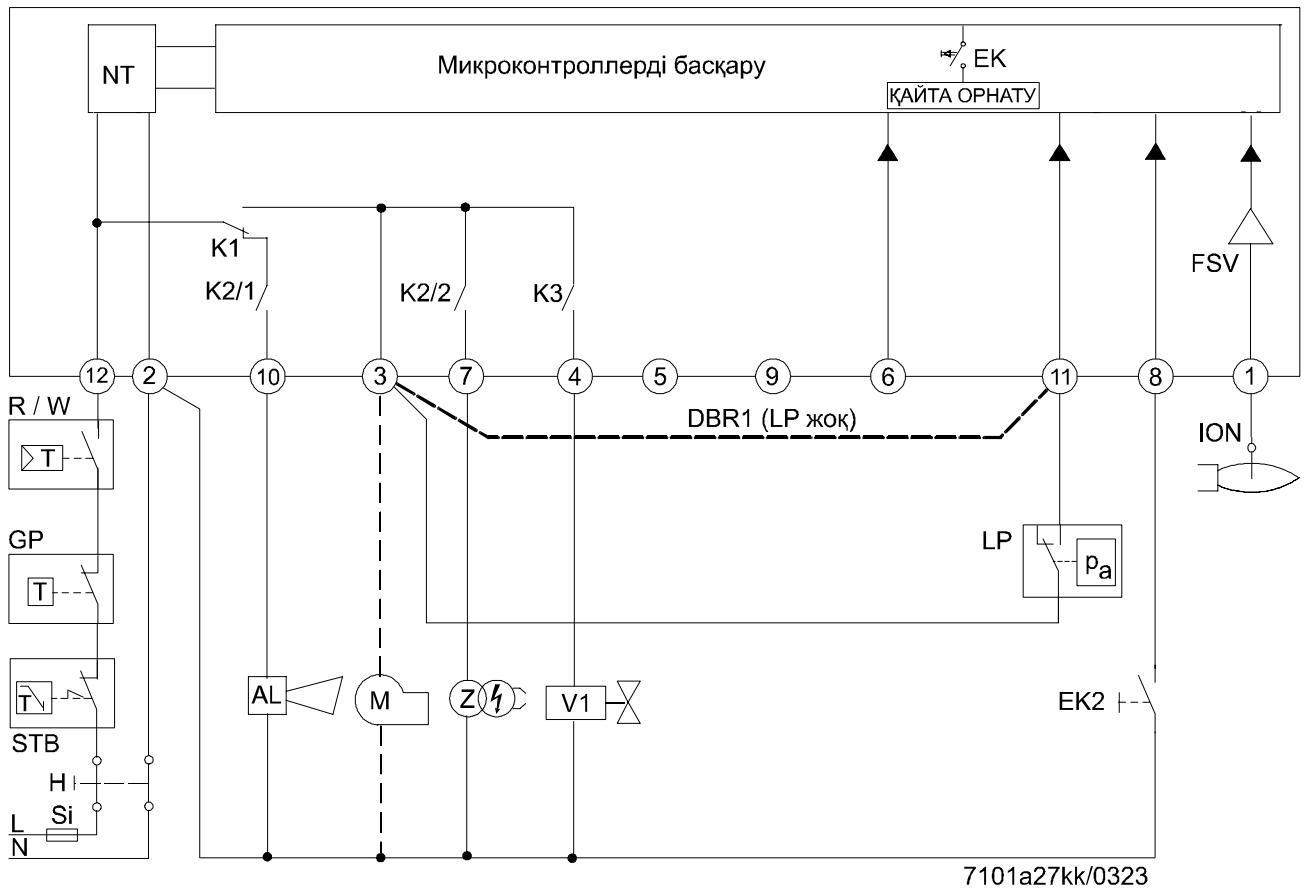 NT
Микроконтроллерді басқару
EK
ҚАЙТА ОРНАТУ
K1
FSV
K2/1
K2/2
K3
12
2
10
3
7
4
5
9
6
11
8
1
R / W
DBR1 (LP жоқ)
ION
T
GP
LP
T
pa
AL
M
Z
V1
EK2
T
STB
H
Si
L
N
7101a27kk/0323